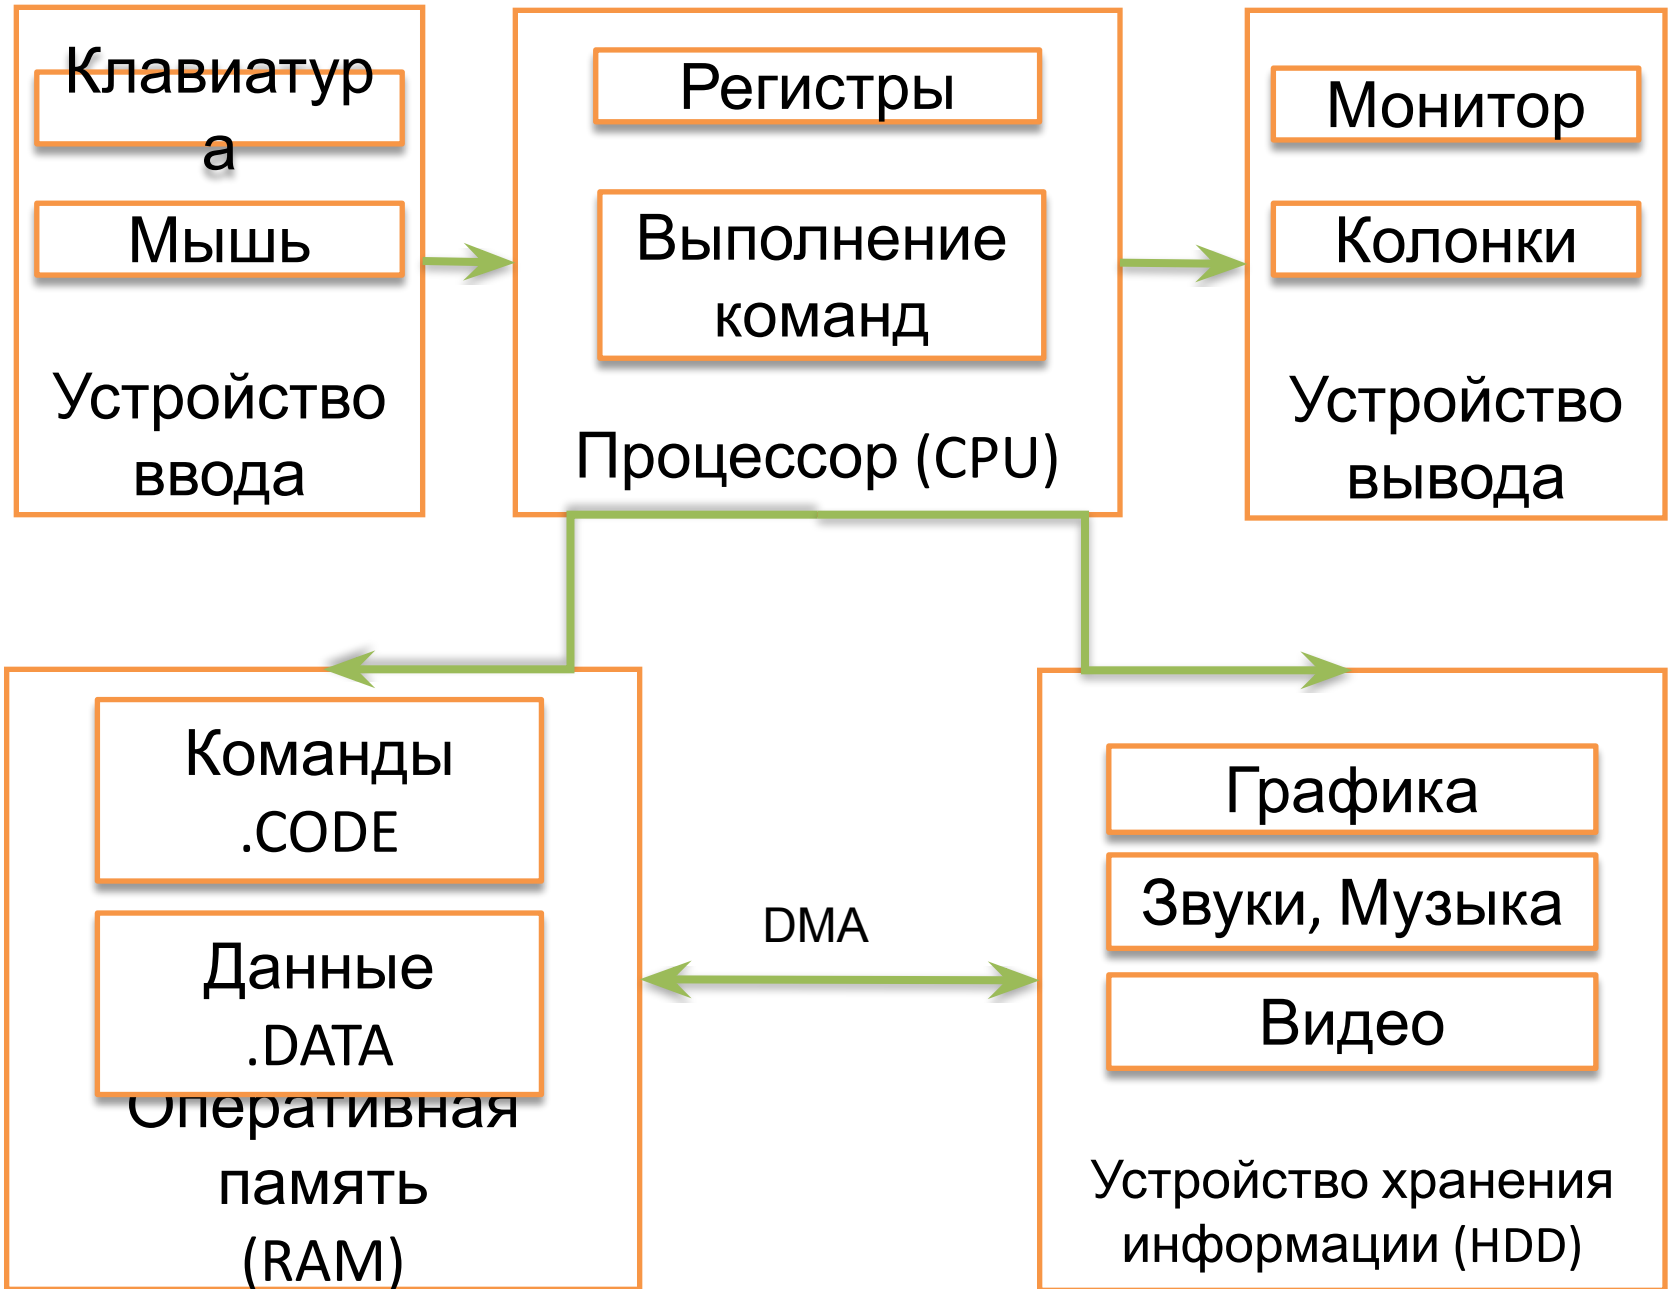 Клавиатур
а
Мышь
Устройство
ввода
Регистры
Выполнение
команд
Процессор (CPU)
Монитор
Колонки
Устройство
вывода
Команды
.CODE
Данные
.DATA
Оперативная
память
(RAM)
DMA
Графика
Звуки, Музыка
Видео
Устройство хранения
информации (HDD)